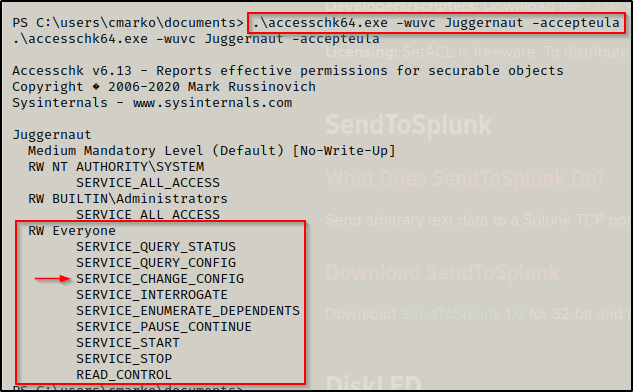 PS C:\users\cmarko\documents> .\accesschk64.exe -wuvc Juggernaut -accepteula
.\accesschk64.exe -wuvc Juggernaut -accepteula
Developers/Scripters:
Licensing: SetACL is freeware. To distribute
Accesschk v6.13 - Reports effective permissions for securable objects
Copyright � 2006-2020 Mark Russinovich
Sysinternals - www.sysinternals.com
SendToSplunk
Juggernaut
Medium Mandatory Level (Default) [No-Write-Up]
RW NT AUTHORITY\SYSTEM
SERVICE_ALL_ACCESS
What Does SendToSplunk Do?
RW BUILTIN\Administrators
SERVICE_ALL_ACCESS
Send arbitrary text data to a Splunk TCP
RW Everyone
SERVICE_QUERY_STATUS
SERVICE_QUERY_CONFIG
Download SendToSplunk
SERVICE_CHANGE_CONFIG
SERVICE_INTERROGATE
SERVICE_ENUMERATE_DEPENDENTS
Download SendToSplunk 1.0 for 32-bit and
SERVICE_PAUSE_CONTINUE
SERVICE_START
SERVICE_STOP
READ_CONTROL
DiskLED
PS C:\users\cmarko\documents>